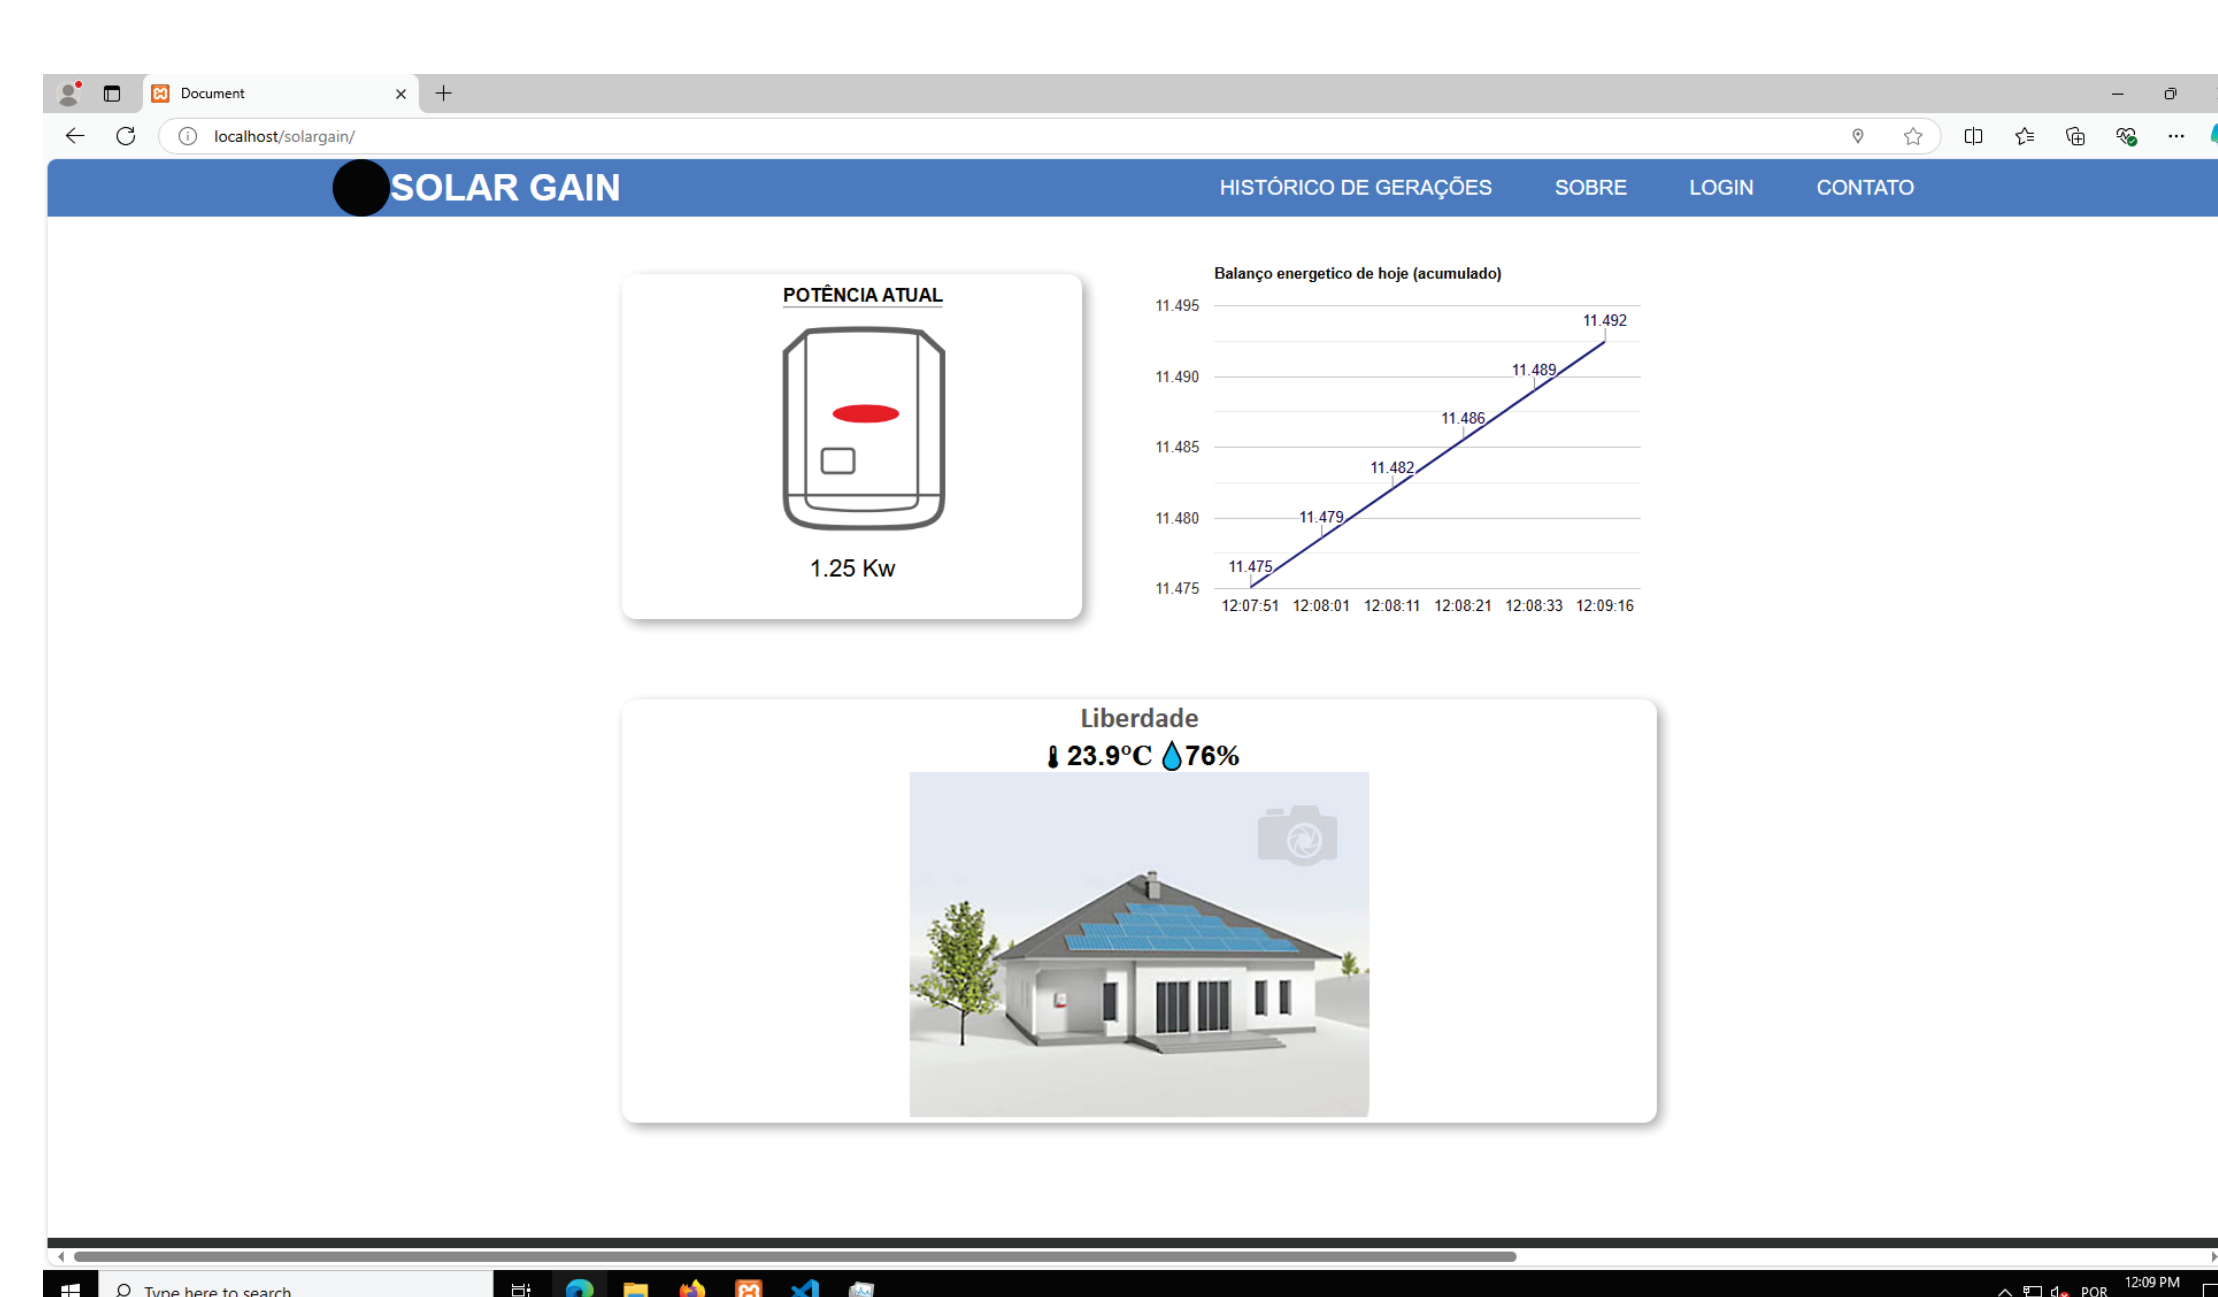 Document
localhost/solargain/
SOLAR GAIN
HISTÓRICO DE GERAÇÕES SOBRE LOGIN CONTATO
POTÊNCIA ATUAL
1.25 Kw
Balanço energetico de hoje (acumulado)
11.495
11.490
11.485
11.480
11.475
11.475
11.479
11.482
11.486
11.489
11.492
12:07:51 12:08:01 12:08:11 12:08:21 12:08:33 12:09:16
Liberdade
23.9°C 76%
Type here to search
POR
12:09 PM